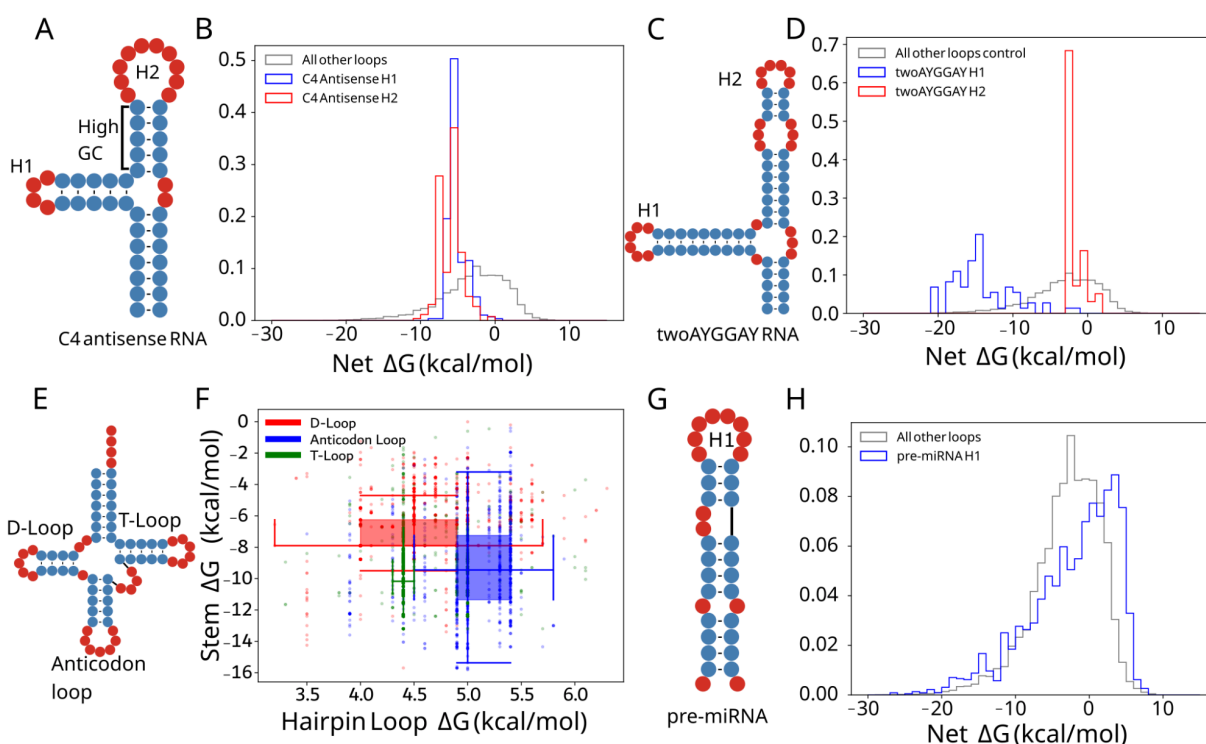 A
H2
High
GC
H1
C4 antisense RNA
B
All other loops
C4 Antisense H1
C4 Antisense H2
0.5
0.4
0.3
0.2
0.1
0.0
−30 −20 −10 0 10
Net ΔG (kcal/mol)
C
H2
H1
twoAYGGAY RNA
D
All other loops control
twoAYGGAY H1
twoAYGGAY H2
0.7
0.6
0.5
0.4
0.3
0.2
0.1
0.0
−30 −20 −10 0 10
Net ΔG (kcal/mol)
E
D-Loop
T-Loop
Anticodon
loop
F
D-Loop
Anticodon Loop
T-Loop
Stem ΔG (kcal/mol)
0
−2
−4
−6
−8
−10
−12
−14
−16
3.5 4.0 4.5 5.0 5.5 6.0
Hairpin Loop ΔG (kcal/mol)
G
H1
pre-miRNA
H
All other loops
pre-miRNA H1
0.10
0.08
0.06
0.04
0.02
0.00
−30 −20 −10 0 10
Net ΔG (kcal/mol)